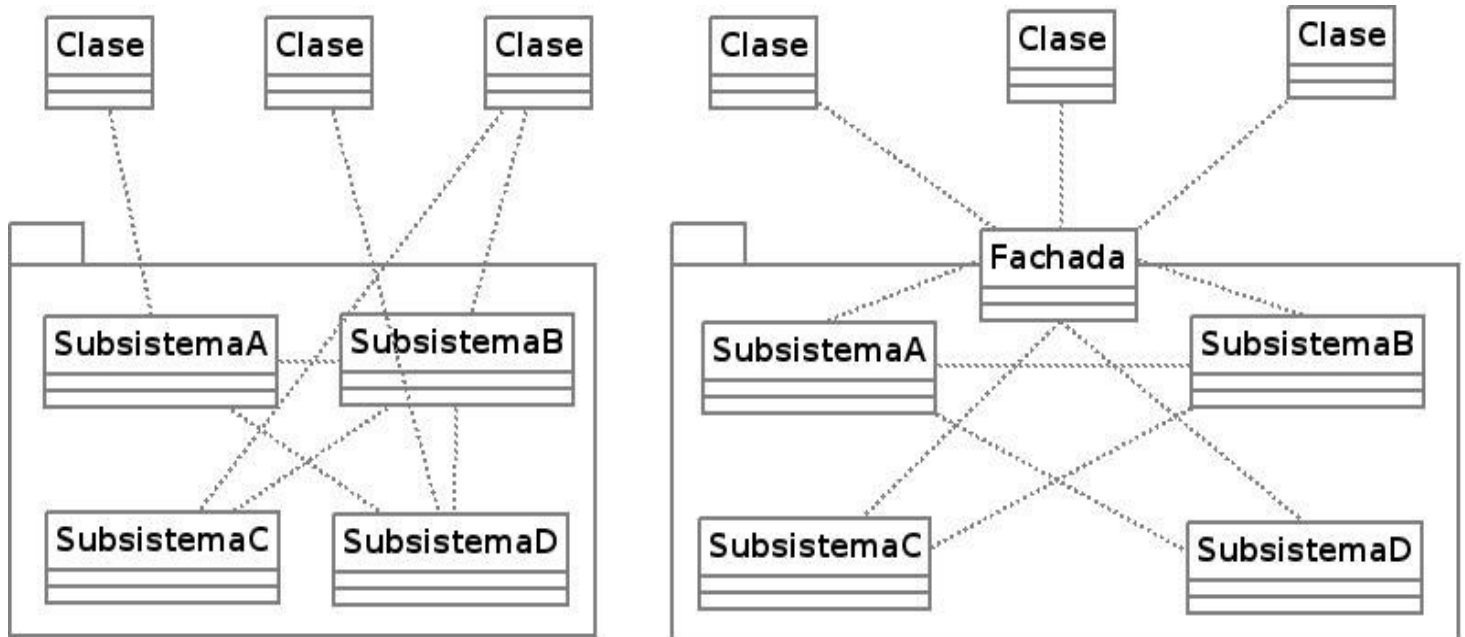 Clase
Clase
Clase
SubsistemaA
SubsistemaB
SubsistemaC
SubsistemaD
Clase
Clase
Clase
Fachada
SubsistemaA
SubsistemaB
SubsistemaC
SubsistemaD